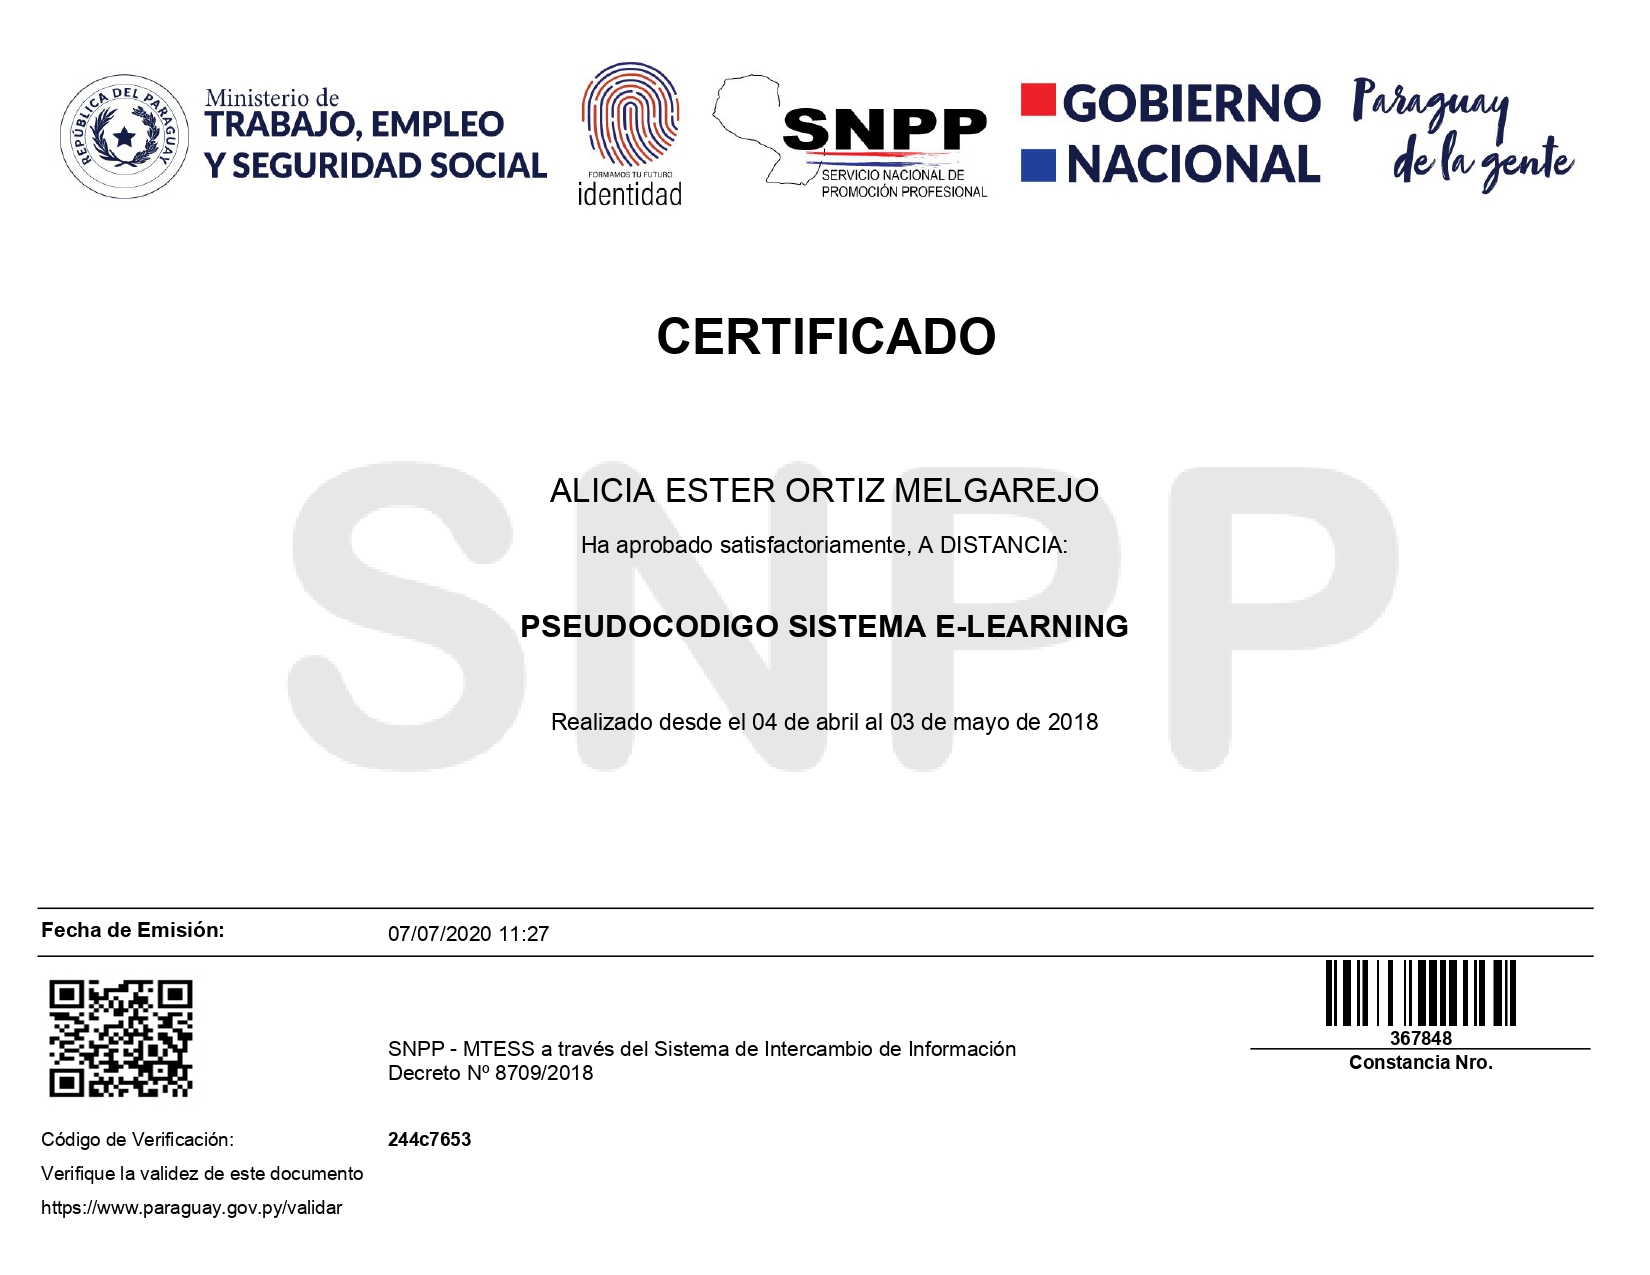 REPÚBLICA DEL PARAGUAY
Ministerio de
TRABAJO, EMPLEO
Y SEGURIDAD SOCIAL
FORMAMOS TU FUTURO
identidad
SNPP
SERVICIO NACIONAL DE
PROMOCIÓN PROFESIONAL
GOBIERNO
NACIONAL
Paraguay
de la gente
CERTIFICADO
SNPP
ALICIA ESTER ORTIZ MELGAREJO
Ha aprobado satisfactoriamente, A DISTANCIA:
PSEUDOCODIGO SISTEMA E-LEARNING
Realizado desde el 04 de abril al 03 de mayo de 2018
Fecha de Emisión: 07/07/2020 11:27
367848
Constancia Nro.
SNPP - MTESS a través del Sistema de Intercambio de Información
Decreto Nº 8709/2018
Código de Verificación: 244c7653
Verifique la validez de este documento
https://www.paraguay.gov.py/validar